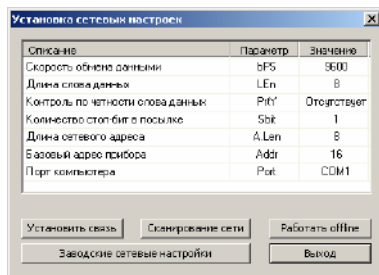 Установка сетевых настроек
Описание Параметр Значение
Скорость обмена данными bPS 9600
Длина слова данных LEn 8
Контроль по четности слова данных PrtY Отсутствует
Количество стоп-бит в посылке Sbit 1
Длина сетевого адреса A.Len 8
Базовый адрес прибора Addr 16
Порт компьютера Port COM1
Установить связь Сканирование сети Работать offline
Заводские сетевые настройки Выход